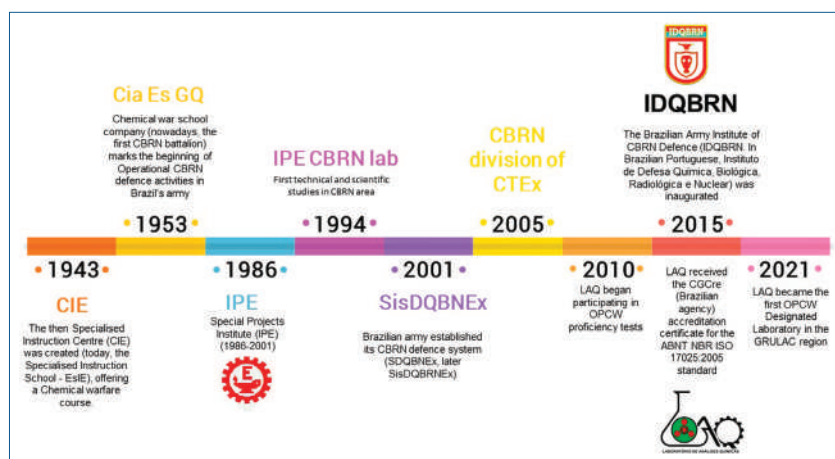 Cia Es GQ
Chemical war school
company (nowadays, the
first CBRN battalion)
marks the beginning of
Operational CBRN
defence activities in
Brazil's army
1953
IPE CBRN lab
First technical and scientific
studies in CBRN area
1994
CBRN
division of
CTEx
2005
IDQBRN
IDQBRN
The Brazilian Army Institute of
CBRN Defence (IDQBRN. In
Brazilian Portuguese, Instituto
de Defesa Química, Biológica,
Radiológica e Nuclear) was
inaugurated
2015
1943
CIE
The then Specialised
Instruction Centre (CIE)
was created (today, the
Specialised Instruction
School - EsIE), offering
a Chemical warfare
course.
1986
IPE
Special Projects
Institute (IPE)
(1986-2001)
E
2001
SisDQBNEx
Brazilian army established
its CBRN defence system
(SDQBNEx, later
SisDQBRNEx)
2010
LAQ began
participating in
OPCW
proficiency tests
LAQ received
the CGCre
(Brazilian
agency)
accreditation
certificate for the
ABNT NBR ISO
17025:2005
standard
LAQ
LABORATÓRIO DE ANÁLISES QUÍMICAS
2021
LAQ became the
first OPCW
Designated
Laboratory in the
GRULAC region